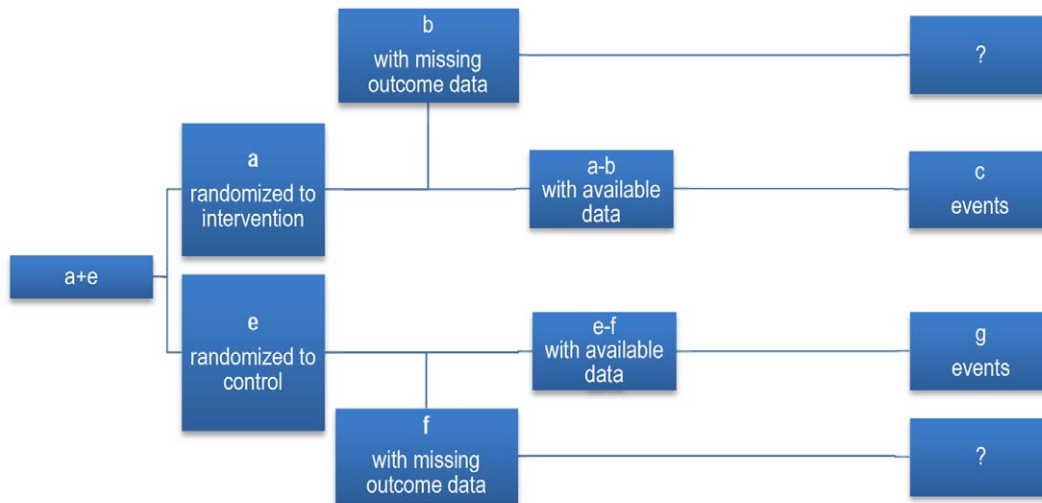 b
with missing
outcome data
?
a
randomized to
intervention
a-b
with available
data
c
events
a+e
e
randomized to
control
e-f
with available
data
g
events
f
with missing
outcome data
?